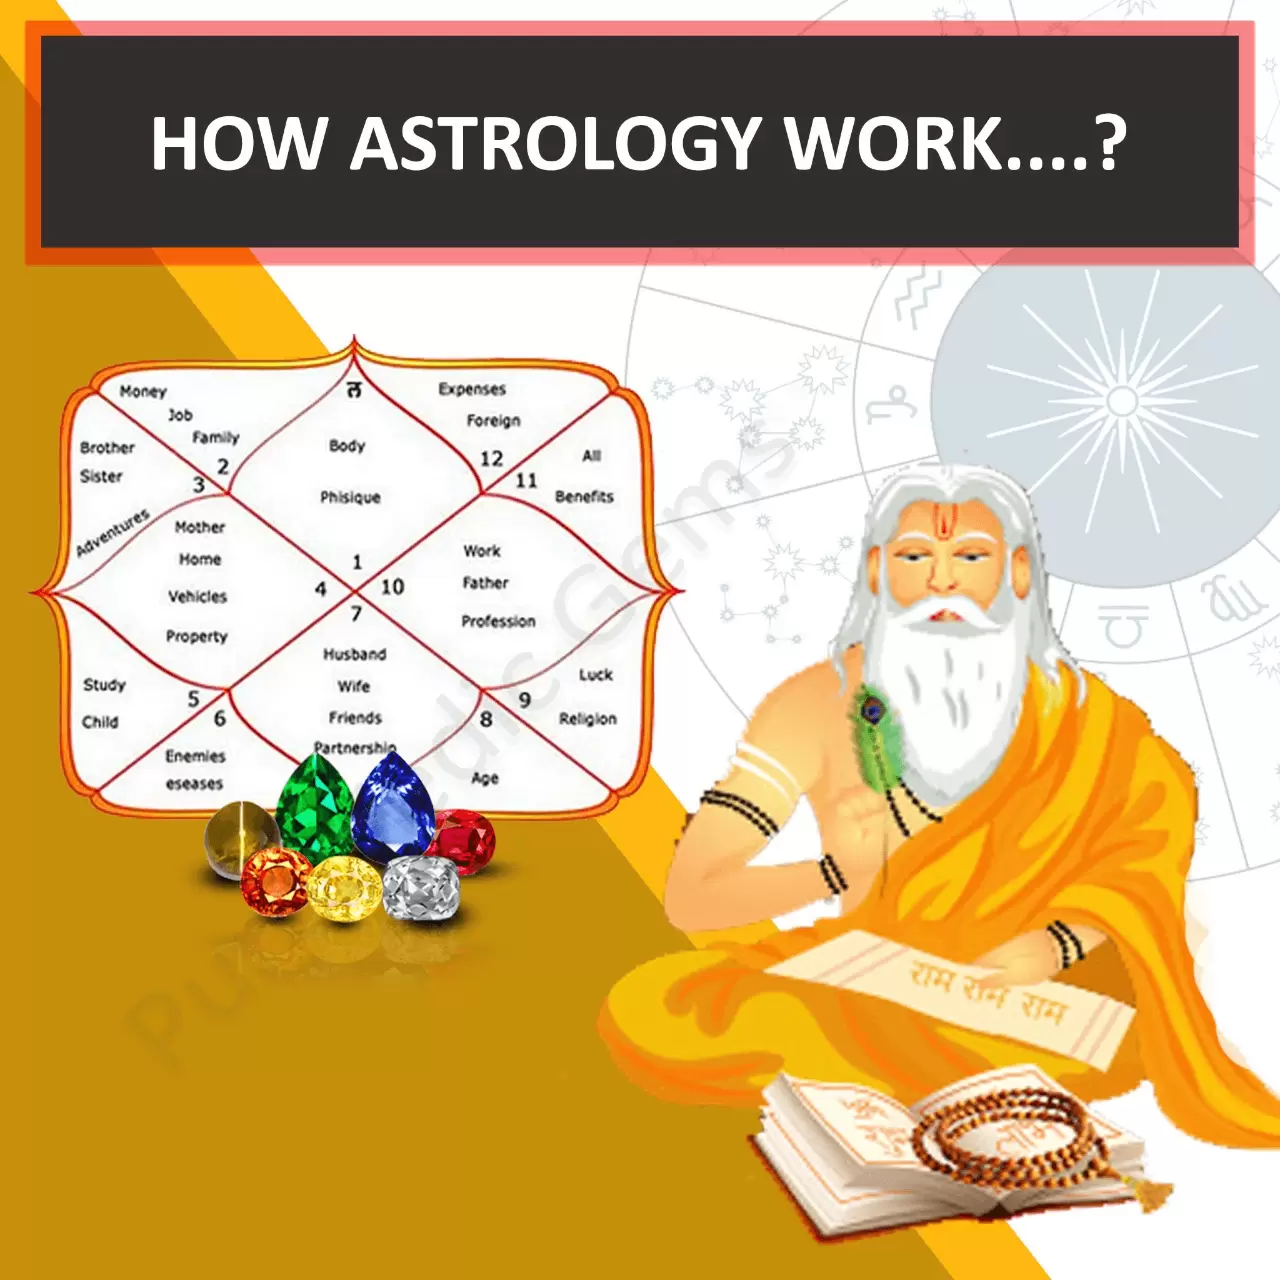 HOW ASTROLOGY WORK....?
Money
Job
Family
2
Brother
Sister
3
Adventures
ल
Body
Phisique
1
Expenses
Foreign
12
11
All
Benefits
Mother
Home
Vehicles
Property
4
10
Work
Father
Profession
7
Husband
Wife
Friends
Partnership
Study
Child
5
6
Enemies
eseases
8
Age
9
Luck
Religion
राम राम राम